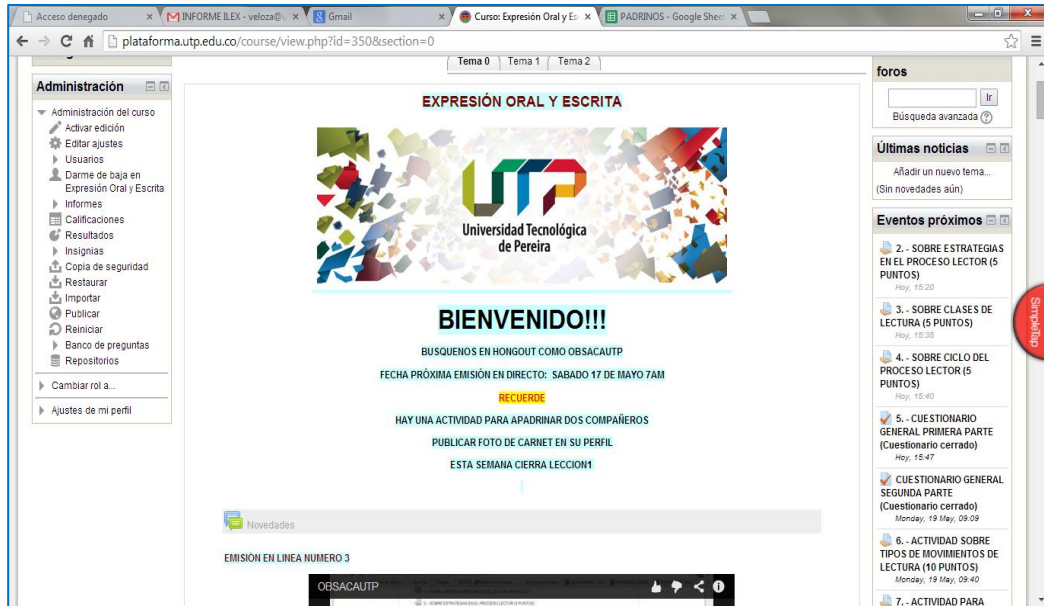 Acceso denegado
INFORME ILEX - veloza@u
Gmail
Curso: Expresión Oral y Es
PADRINOS - Google Sheet
plataforma.utp.edu.co/course/view.php?id=350&section=0
Administración
Administración del curso
Activar edición
Editar ajustes
Usuarios
Darme de baja en
Expresión Oral y Escrita
Informes
Calificaciones
Resultados
Insignias
Copia de seguridad
Restaurar
Importar
Publicar
Reiniciar
Banco de preguntas
Repositorios
Cambiar rol a...
Ajustes de mi perfil
Tema 0 Tema 1 Tema 2
EXPRESIÓN ORAL Y ESCRITA
UTP
Universidad Tecnológica
de Pereira
BIENVENIDO!!!
BUSQUENOS EN HONGOUT COMO OBSACAUTP
FECHA PRÓXIMA EMISIÓN EN DIRECTO: SABADO 17 DE MAYO 7AM
RECUERDE
HAY UNA ACTIVIDAD PARA APADRINAR DOS COMPAÑEROS
PUBLICAR FOTO DE CARNET EN SU PERFIL
ESTA SEMANA CIERRA LECCION1
Novedades
EMISIÓN EN LINEA NUMERO 3
OBSACAUTP
foros
Ir
Búsqueda avanzada
Últimas noticias
Añadir un nuevo tema...
(Sin novedades aún)
Eventos próximos
2. - SOBRE ESTRATEGIAS
EN EL PROCESO LECTOR (5
PUNTOS)
Hoy, 15:20
3. - SOBRE CLASES DE
LECTURA (5 PUNTOS)
Hoy, 15:35
4. - SOBRE CICLO DEL
PROCESO LECTOR (5
PUNTOS)
Hoy, 15:40
5. - CUESTIONARIO
GENERAL PRIMERA PARTE
(Cuestionario cerrado)
Hoy, 15:47
CUESTIONARIO GENERAL
SEGUNDA PARTE
(Cuestionario cerrado)
Monday, 19 May, 09:09
6. - ACTIVIDAD SOBRE
TIPOS DE MOVIMIENTOS DE
LECTURA (10 PUNTOS)
Monday, 19 May, 09:40
7. - ACTIVIDAD PARA
SimpleTap